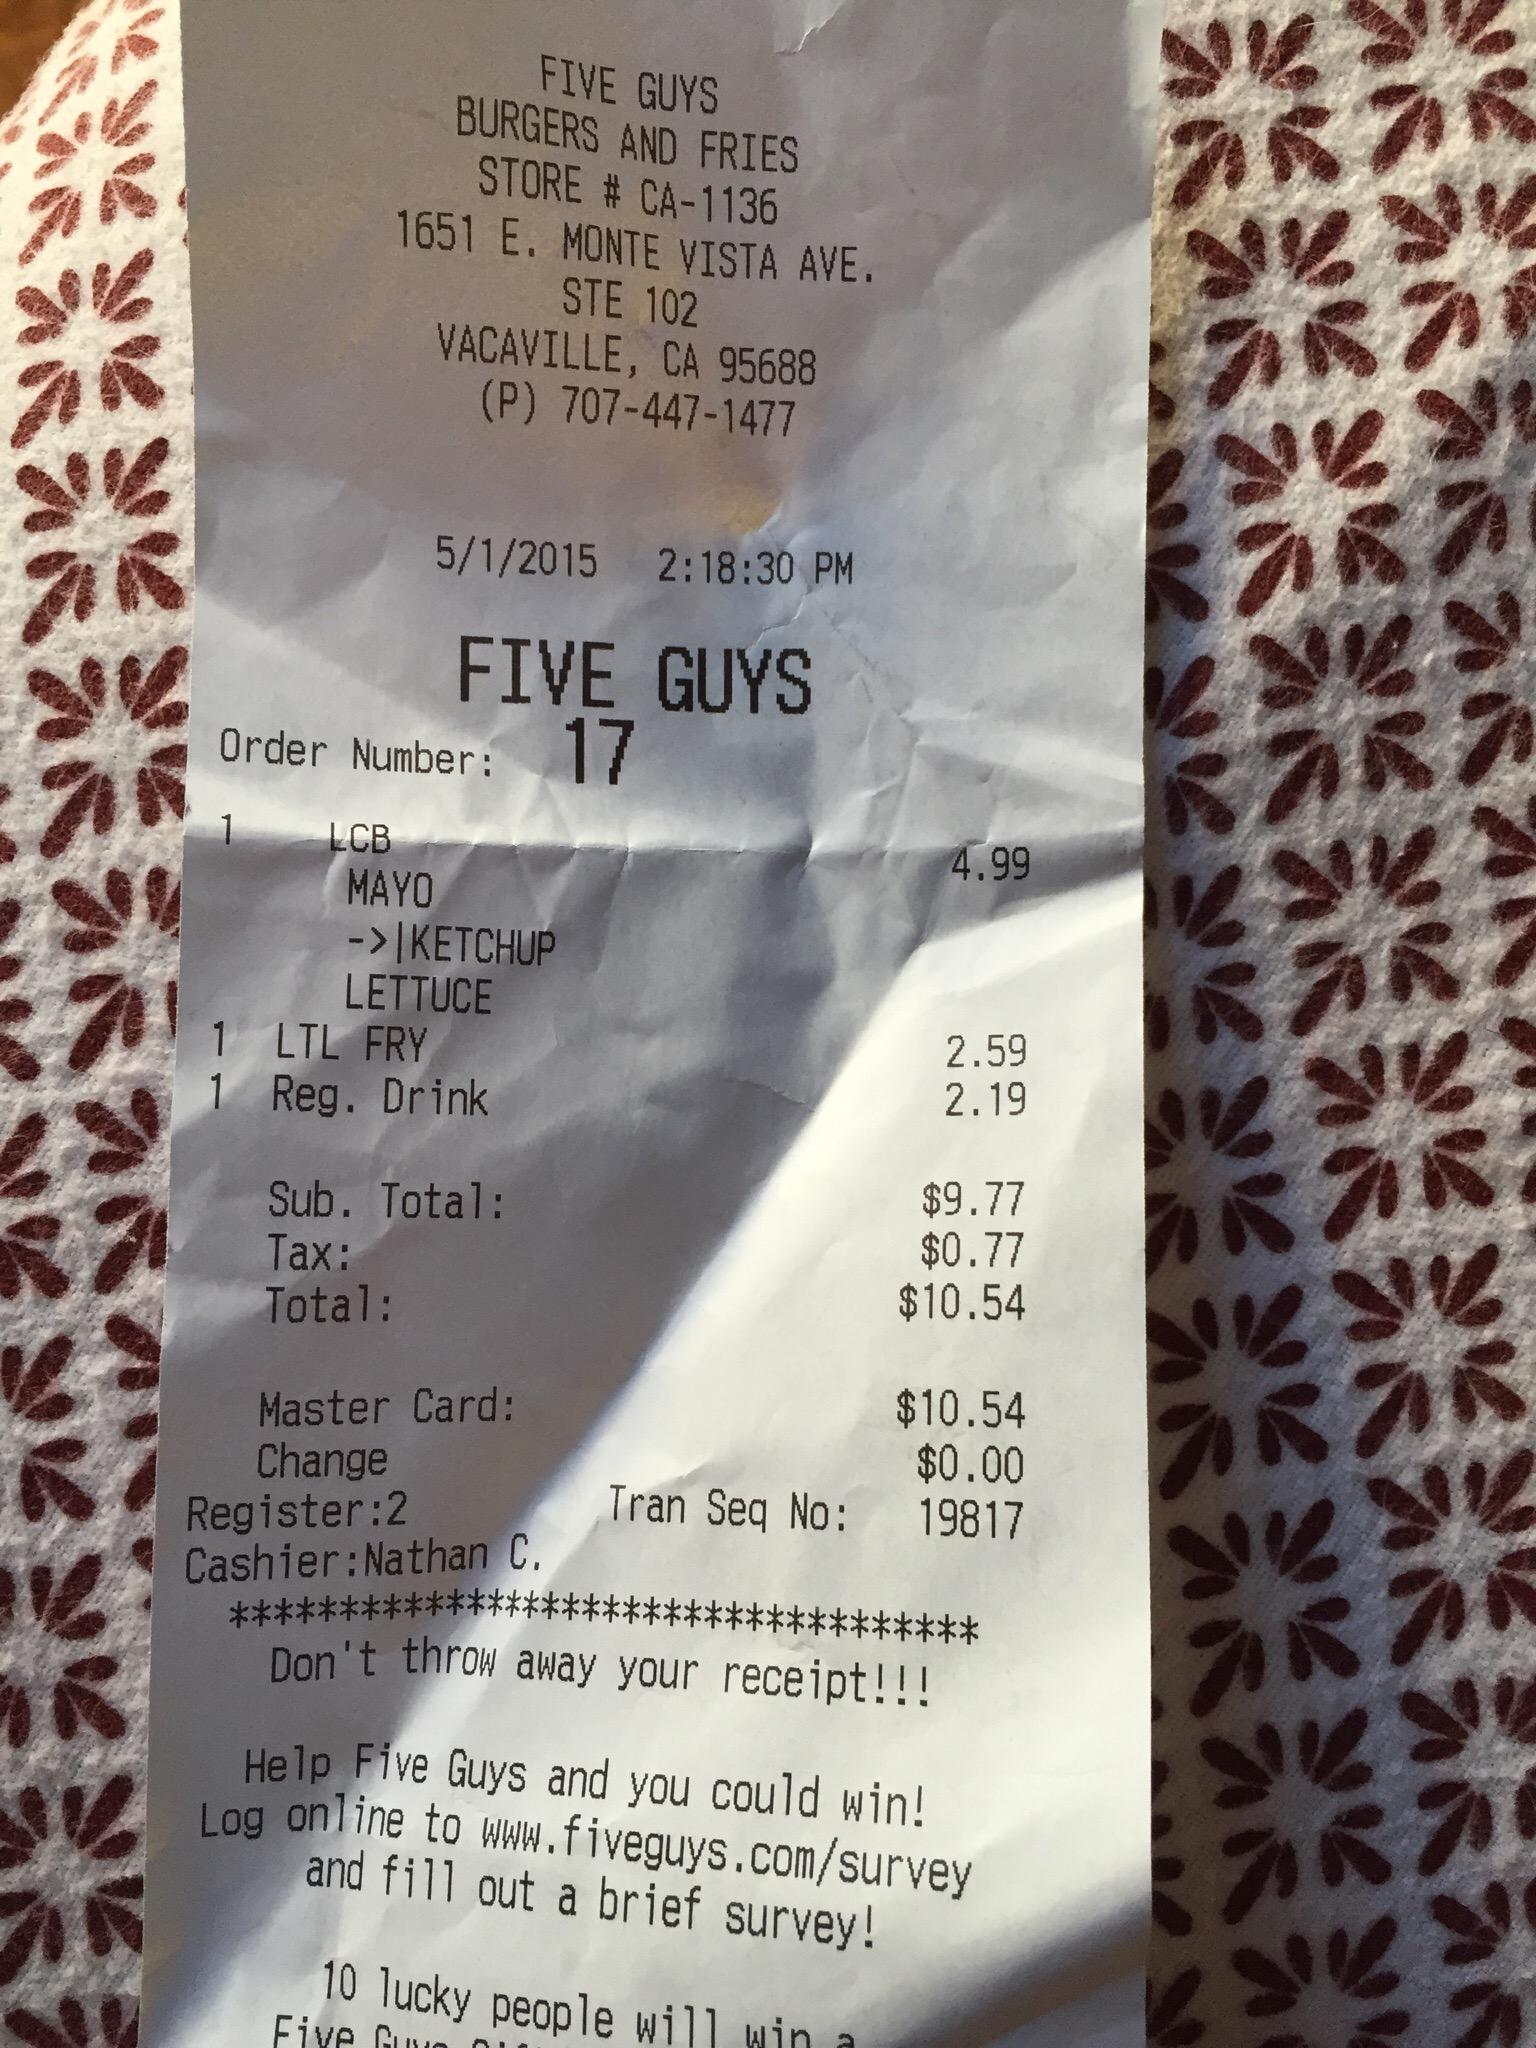 FIVE GUYS
BURGERS AND FRIES
STORE # CA-1136
1651 E. MONTE VISTA AVE.
STE 102
VACAVILLE, CA 95688
(P) 707-447-1477
5/1/2015 2:18:30 PM
FIVE GUYS
Order Number: 17
1 LCB 4.99
MAYO
->|KETCHUP
LETTUCE
1 LTL FRY 2.59
1 Reg. Drink 2.19
Sub. Total: $9.77
Tax: $0.77
Total: $10.54
Master Card: $10.54
Change $0.00
Register:2 Tran Seq No: 19817
Cashier:Nathan C.
**********************************
Don't throw away your receipt!!!
Help Five Guys and you could win!
Log online to www.fiveguys.com/survey
and fill out a brief survey!
10 lucky people will win a
Five Guys